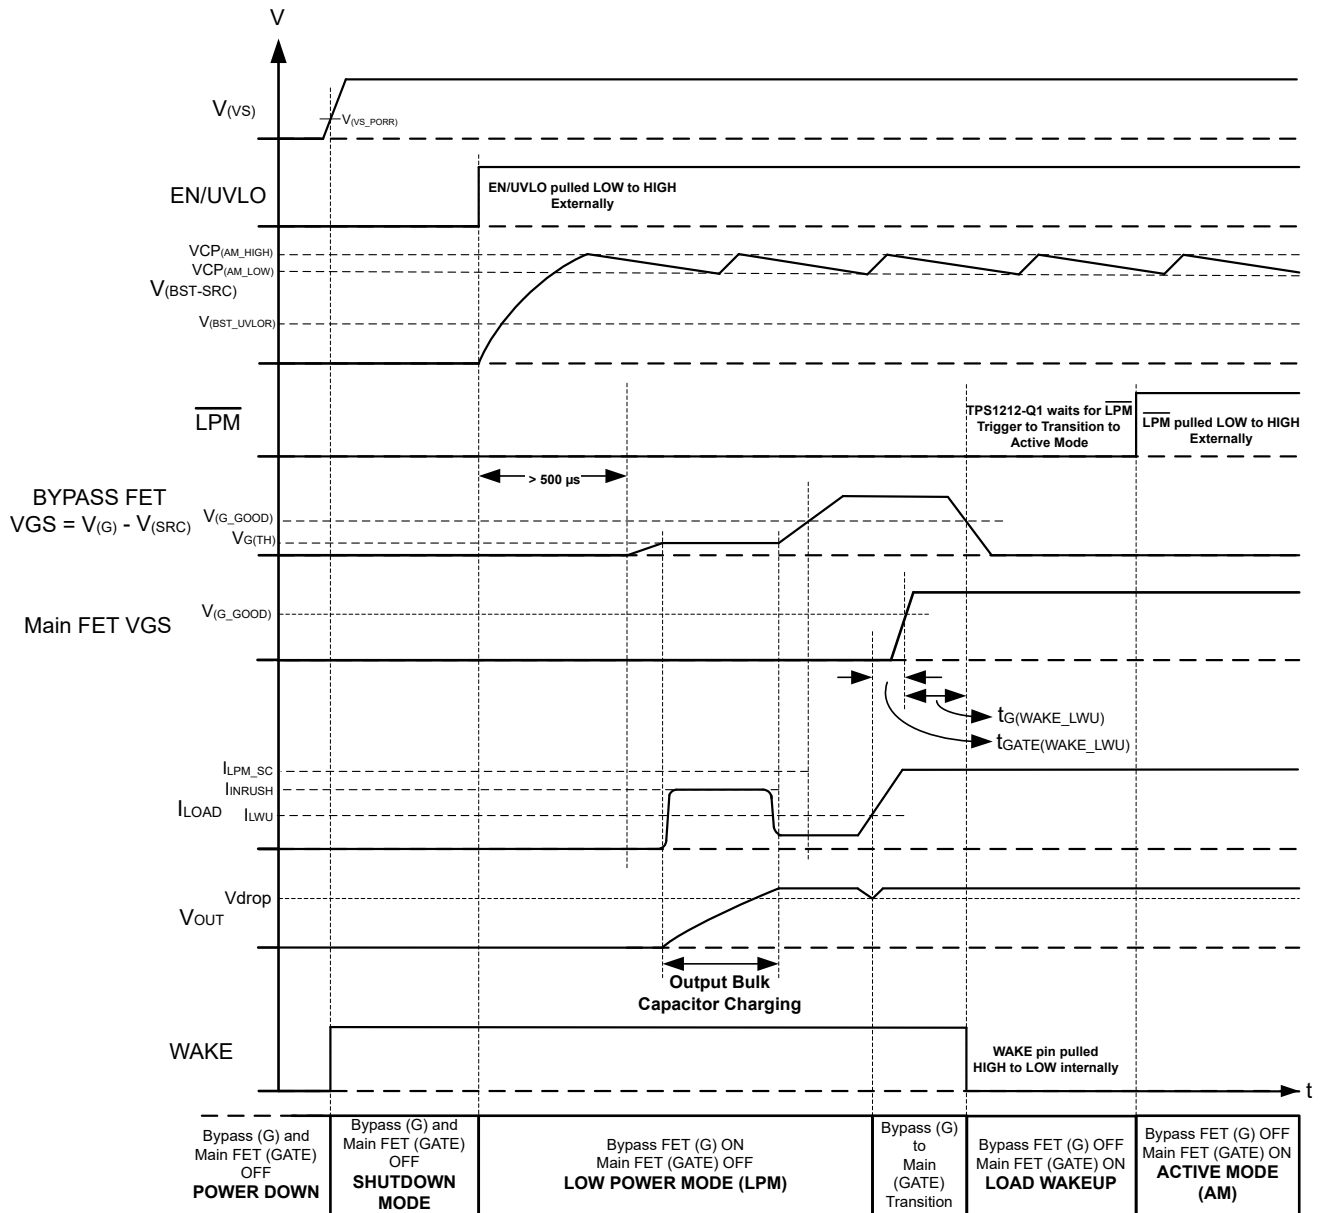 V
V(VS)
V(VS_PORR)
EN/UVLO
EN/UVLO pulled LOW to HIGH
Externally
VCP(AM_HIGH)
VCP(AM_LOW)
V(BST-SRC)
V(BST_UVLOR)
LPM
TPS1212-Q1 waits for LPM
Trigger to Transition to
Active Mode
LPM pulled LOW to HIGH
Externally
> 500 µs
BYPASS FET
VGS = V(G) - V(SRC)
V(G_GOOD)
VG(TH)
Main FET VGS
V(G_GOOD)
tG(WAKE_LWU)
tGATE(WAKE_LWU)
ILPM_SC
IINRUSH
ILOAD
ILWU
Vdrop
VOUT
Output Bulk
Capacitor Charging
WAKE
WAKE pin pulled
HIGH to LOW internally
t
Bypass (G) and
Main FET (GATE)
OFF
POWER DOWN
Bypass (G) and
Main FET (GATE)
OFF
SHUTDOWN
MODE
Bypass FET (G) ON
Main FET (GATE) OFF
LOW POWER MODE (LPM)
Bypass (G)
to
Main
(GATE)
Transition
Bypass FET (G) OFF
Main FET (GATE) ON
LOAD WAKEUP
Bypass FET (G) OFF
Main FET (GATE) ON
ACTIVE MODE
(AM)